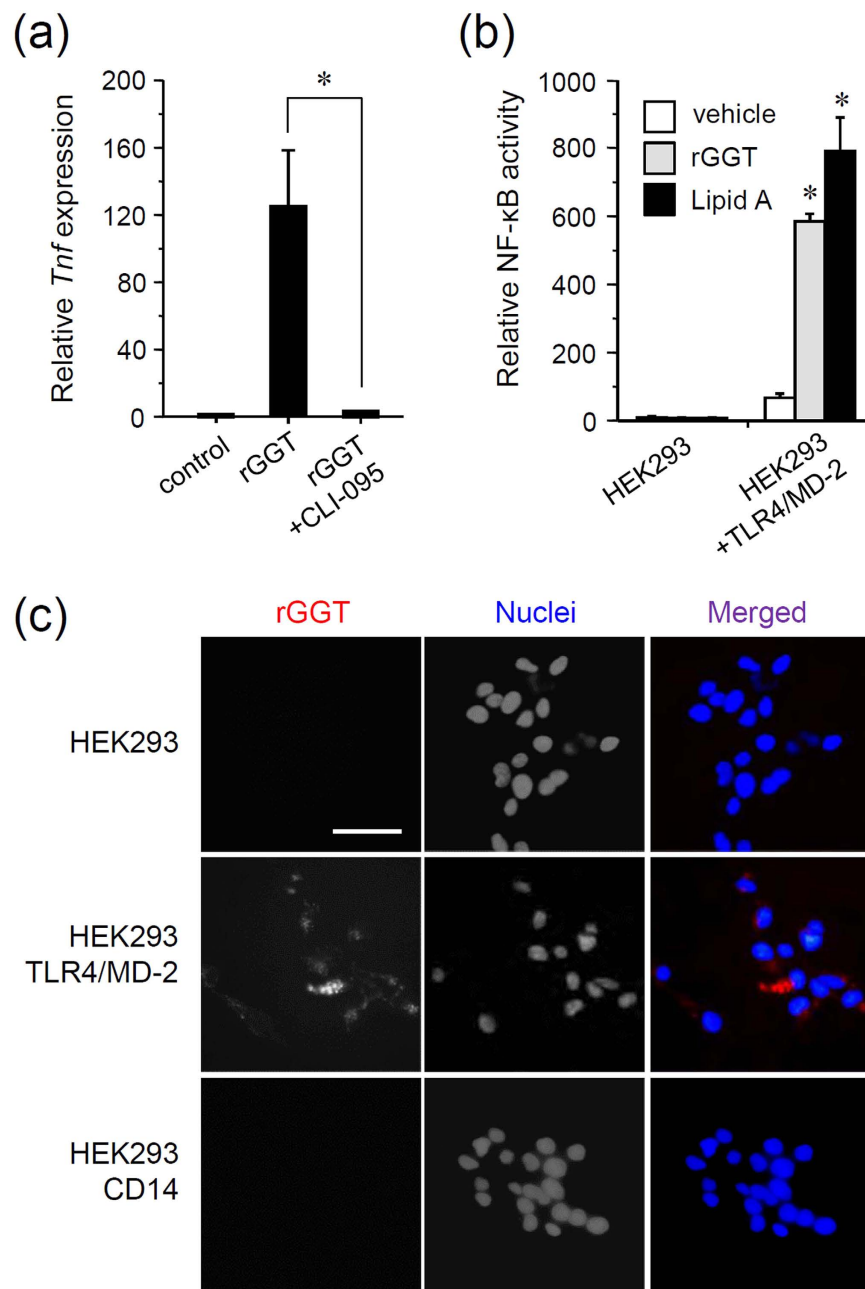 (a)
Relative Tnf expression
200
160
120
80
40
0
*
control
rGGT
rGGT
+CLI-095
(b)
Relative NF-κB activity
1000
800
600
400
200
0
vehicle
rGGT
Lipid A
*
*
HEK293
HEK293
+TLR4/MD-2
(c)
rGGT
Nuclei
Merged
HEK293
HEK293
TLR4/MD-2
HEK293
CD14